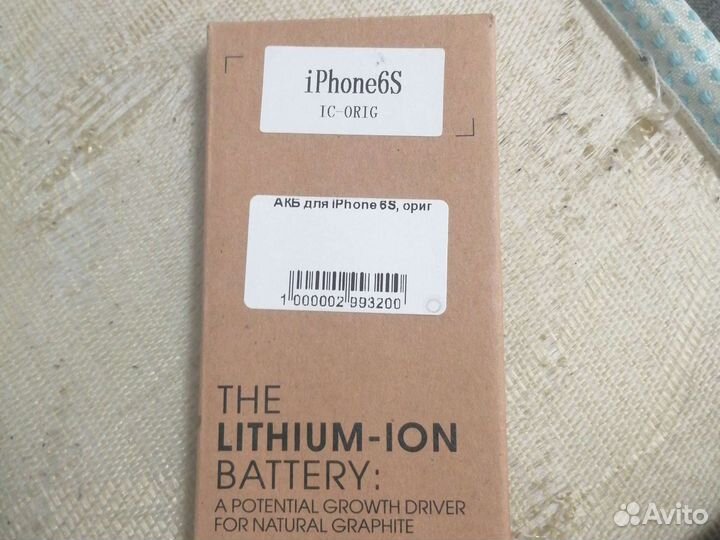 iPhone6S
IC-ORIG
АКБ для iPhone 6S, ориг
1 000002 993200
THE
LITHIUM-ION
BATTERY:
A POTENTIAL GROWTH DRIVER
FOR NATURAL GRAPHITE
Avito